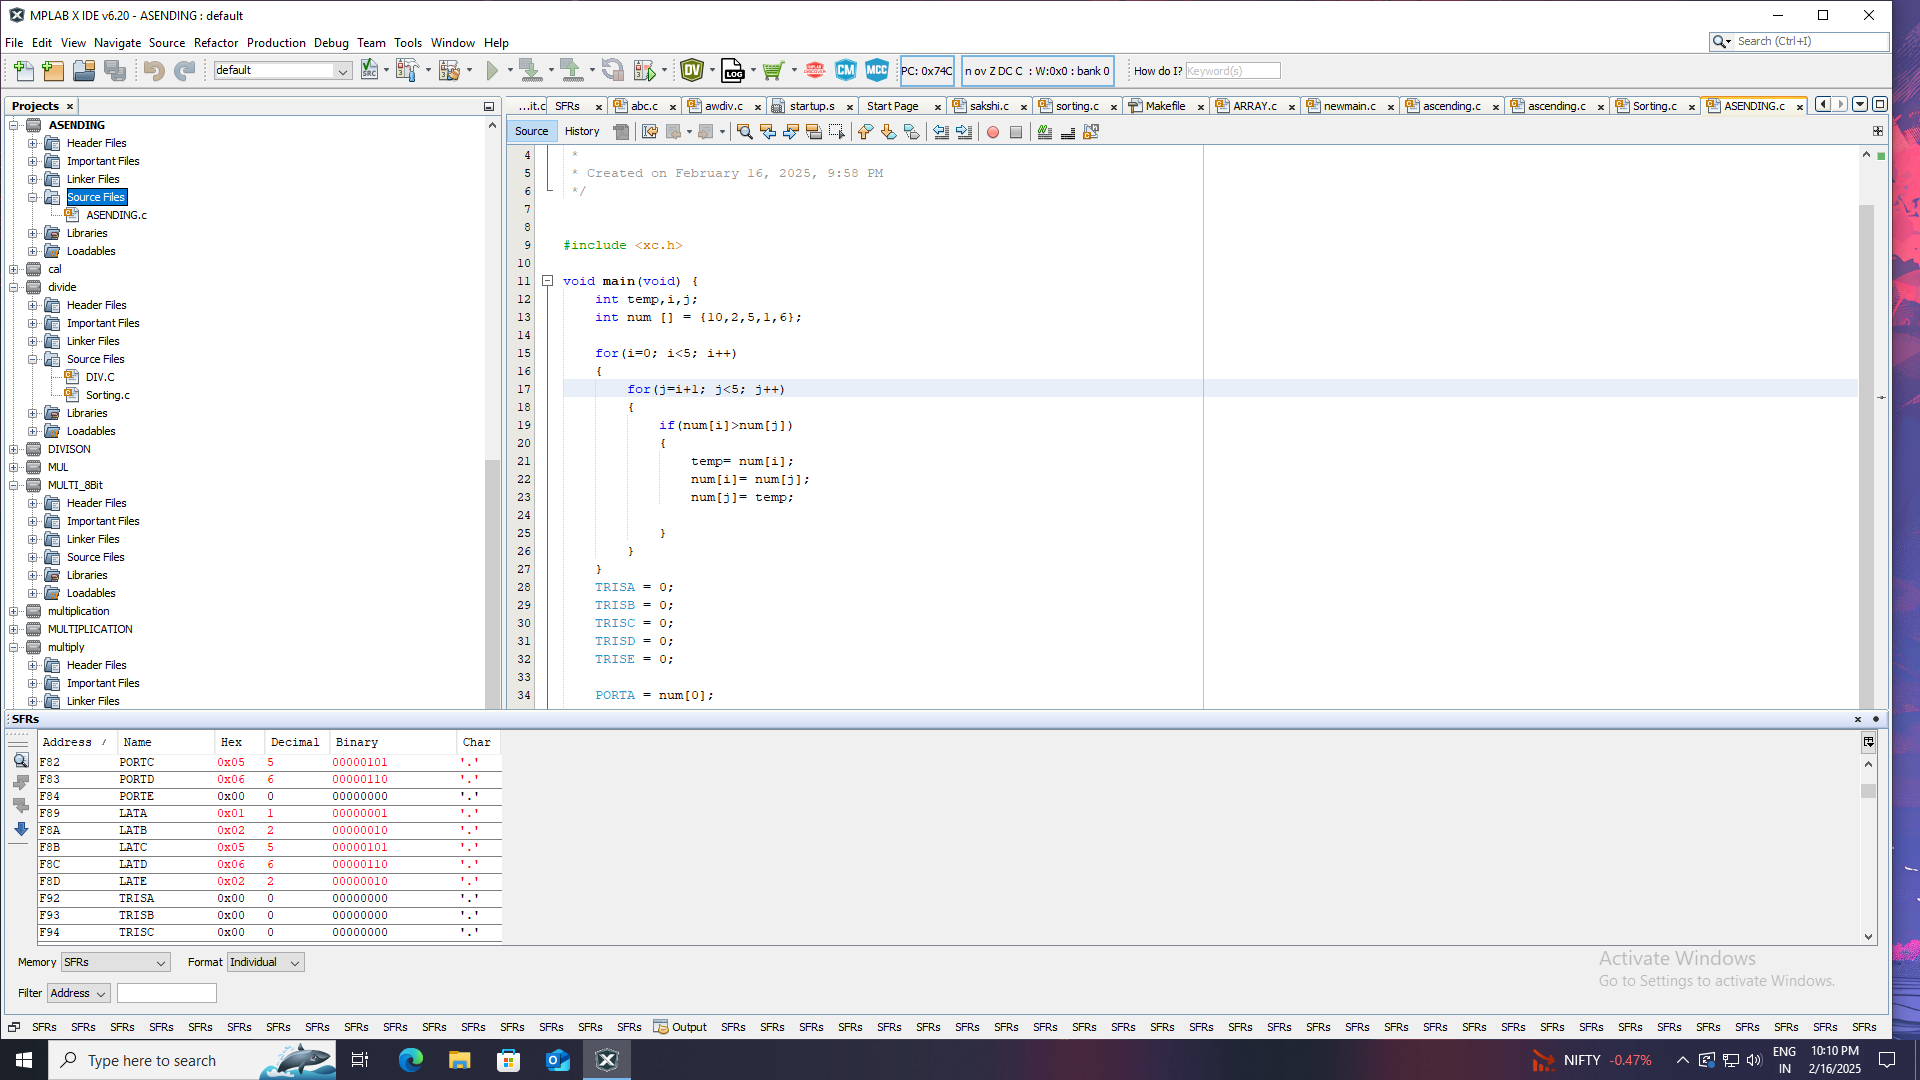 MPLAB X IDE v6.20 - ASENDING : default
File Edit View Navigate Source Refactor Production Debug Team Tools Window Help
Search (Ctrl+I)
default
PC: 0x74C
n ov Z DC C : W:0x0 : bank 0
How do I? Keyword(s)
Projects
...it.c SFRs abc.c awdiv.c startup.s Start Page sakshi.c sorting.c Makefile ARRAY.c newmain.c ascending.c ascending.c Sorting.c ASENDING.c
Source History
ASENDING
Header Files
Important Files
Linker Files
Source Files
ASENDING.c
Libraries
Loadables
cal
divide
Header Files
Important Files
Linker Files
Source Files
DIV.C
Sorting.c
Libraries
Loadables
DIVISON
MUL
MULTI_8Bit
Header Files
Important Files
Linker Files
Source Files
Libraries
Loadables
multiplication
MULTIPLICATION
multiply
Header Files
Important Files
Linker Files
4 *
5 * Created on February 16, 2025, 9:58 PM
6 */
7
8
9 #include <xc.h>
10
11 void main(void) {
12 int temp,i,j;
13 int num [] = {10,2,5,1,6};
14
15 for(i=0; i<5; i++)
16 {
17 for(j=i+1; j<5; j++)
18 {
19 if(num[i]>num[j])
20 {
21 temp= num[i];
22 num[i]= num[j];
23 num[j]= temp;
24
25 }
26 }
27 }
28 TRISA = 0;
29 TRISB = 0;
30 TRISC = 0;
31 TRISD = 0;
32 TRISE = 0;
33
34 PORTA = num[0];
SFRs
Address / Name Hex Decimal Binary Char
F82 PORTC 0x05 5 00000101 '.'
F83 PORTD 0x06 6 00000110 '.'
F84 PORTE 0x00 0 00000000 '.'
F89 LATA 0x01 1 00000001 '.'
F8A LATB 0x02 2 00000010 '.'
F8B LATC 0x05 5 00000101 '.'
F8C LATD 0x06 6 00000110 '.'
F8D LATE 0x02 2 00000010 '.'
F92 TRISA 0x00 0 00000000 '.'
F93 TRISB 0x00 0 00000000 '.'
F94 TRISC 0x00 0 00000000 '.'
Memory SFRs Format Individual
Filter Address
Activate Windows
Go to Settings to activate Windows.
SFRs SFRs SFRs SFRs SFRs SFRs SFRs SFRs SFRs SFRs SFRs SFRs SFRs SFRs SFRs SFRs Output SFRs SFRs SFRs SFRs SFRs SFRs SFRs SFRs SFRs SFRs SFRs SFRs SFRs SFRs SFRs SFRs SFRs SFRs SFRs SFRs SFRs SFRs SFRs SFRs SFRs SFRs SFRs SFRs SFRs SFRs
Type here to search
NIFTY -0.47%
ENG
IN
10:10 PM
2/16/2025